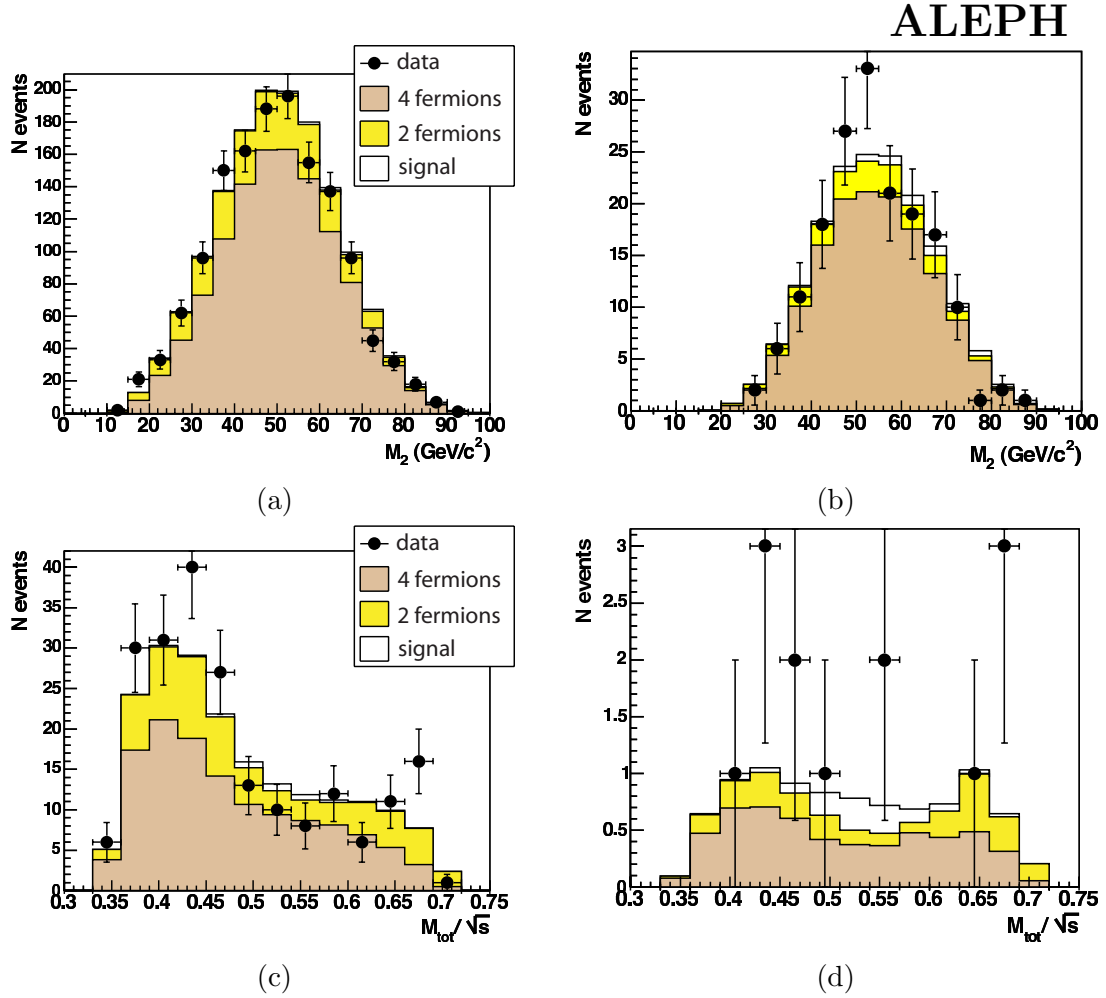 ALEPH
N events
200
180
160
140
120
100
80
60
40
20
0
0 10 20 30 40 50 60 70 80 90 100
M2 (GeV/c2)
data
4 fermions
2 fermions
signal
(a)
N events
30
25
20
15
10
5
0
0 10 20 30 40 50 60 70 80 90 100
M2 (GeV/c2)
(b)
N events
40
35
30
25
20
15
10
5
0
0.3 0.35 0.4 0.45 0.5 0.55 0.6 0.65 0.7 0.75
Mtot/ √s
data
4 fermions
2 fermions
signal
(c)
N events
3
2.5
2
1.5
1
0.5
0
0.3 0.35 0.4 0.45 0.5 0.55 0.6 0.65 0.7 0.75
Mtot/ √s
(d)